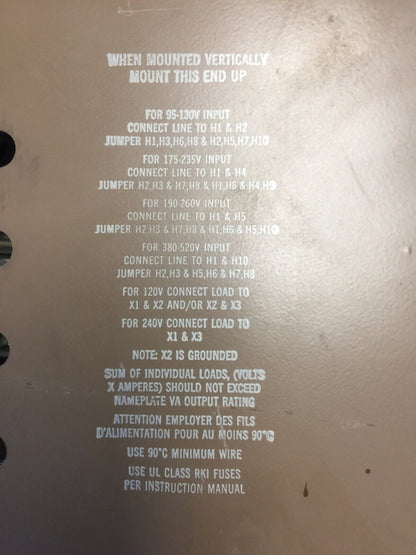 WHEN MOUNTED VERTICALLY
MOUNT THIS END UP
FOR 95-130V INPUT
CONNECT LINE TO H1 & H2
JUMPER H1,H3,H6,H8 & H2,H5,H7,H10
FOR 175-235V INPUT
CONNECT LINE TO H1 & H4
JUMPER H2,H3 & H7,H8 & H1,H6 & H4,H9
FOR 190-260V INPUT
CONNECT LINE TO H1 & H5
JUMPER H2,H3 & H7,H8 & H1,H6 & H5,H10
FOR 380-520V INPUT
CONNECT LINE TO H1 & H10
JUMPER H2,H3 & H5,H6 & H7,H8
FOR 120V CONNECT LOAD TO
X1 & X2 AND/OR X2 & X3
FOR 240V CONNECT LOAD TO
X1 & X3
NOTE: X2 IS GROUNDED
SUM OF INDIVIDUAL LOADS, (VOLTS
X AMPERES) SHOULD NOT EXCEED
NAMEPLATE VA OUTPUT RATING
ATTENTION EMPLOYER DES FILS
D'ALIMENTATION POUR AU MOINS 90°C
USE 90°C MINIMUM WIRE
USE UL CLASS RK1 FUSES
PER INSTRUCTION MANUAL